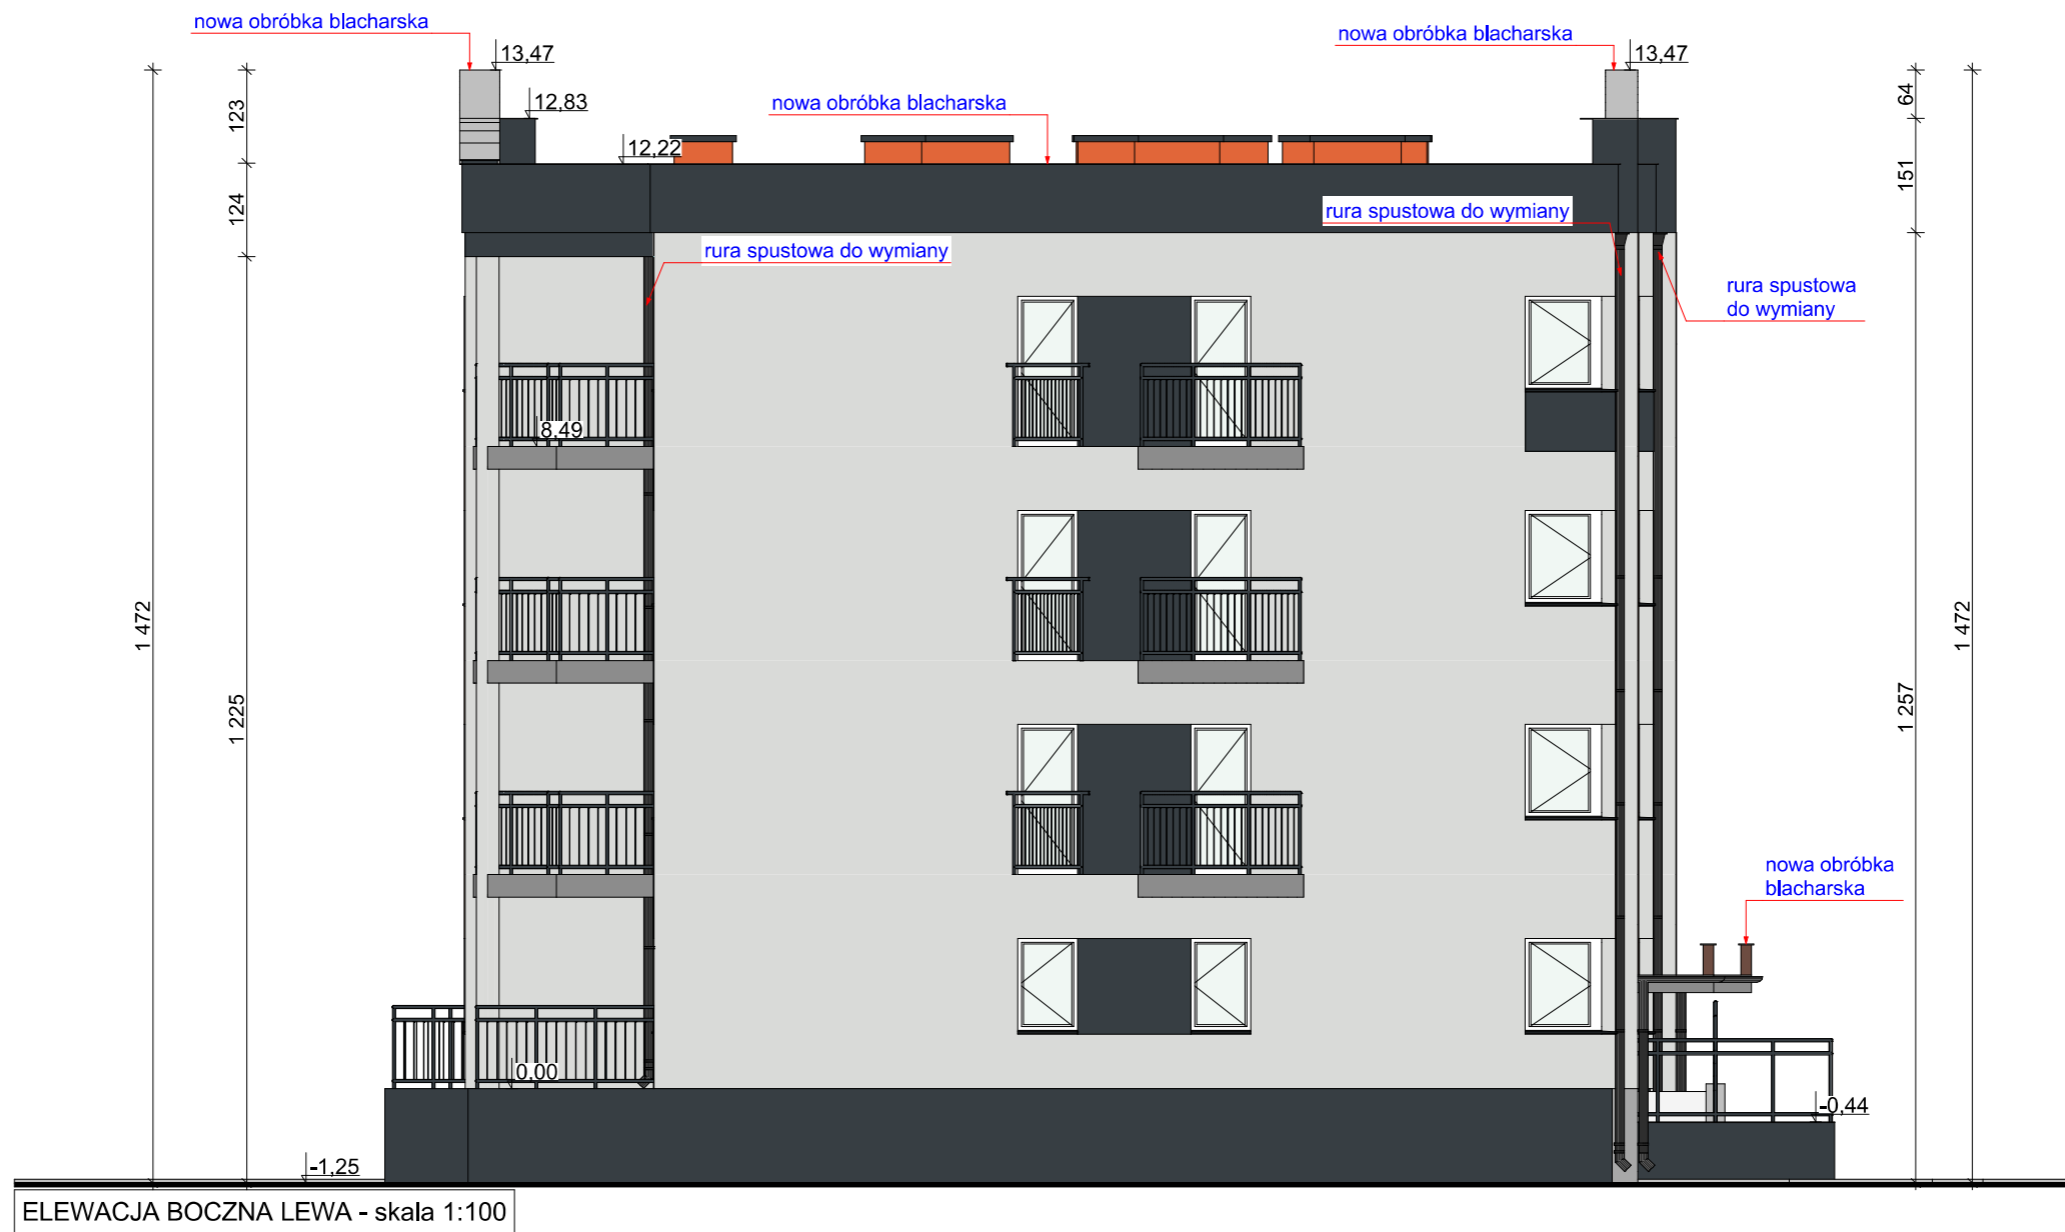 nowa obróbka blacharska
nowa obróbka blacharska
13,47
13,47
12,83
nowa obróbka blacharska
12,22
123
64
124
151
rura spustowa do wymiany
rura spustowa do wymiany
rura spustowa
do wymiany
8,49
1 472
1 225
1 257
1 472
nowa obróbka
blacharska
0,00
-0,44
-1,25
ELEWACJA BOCZNA LEWA - skala 1:100